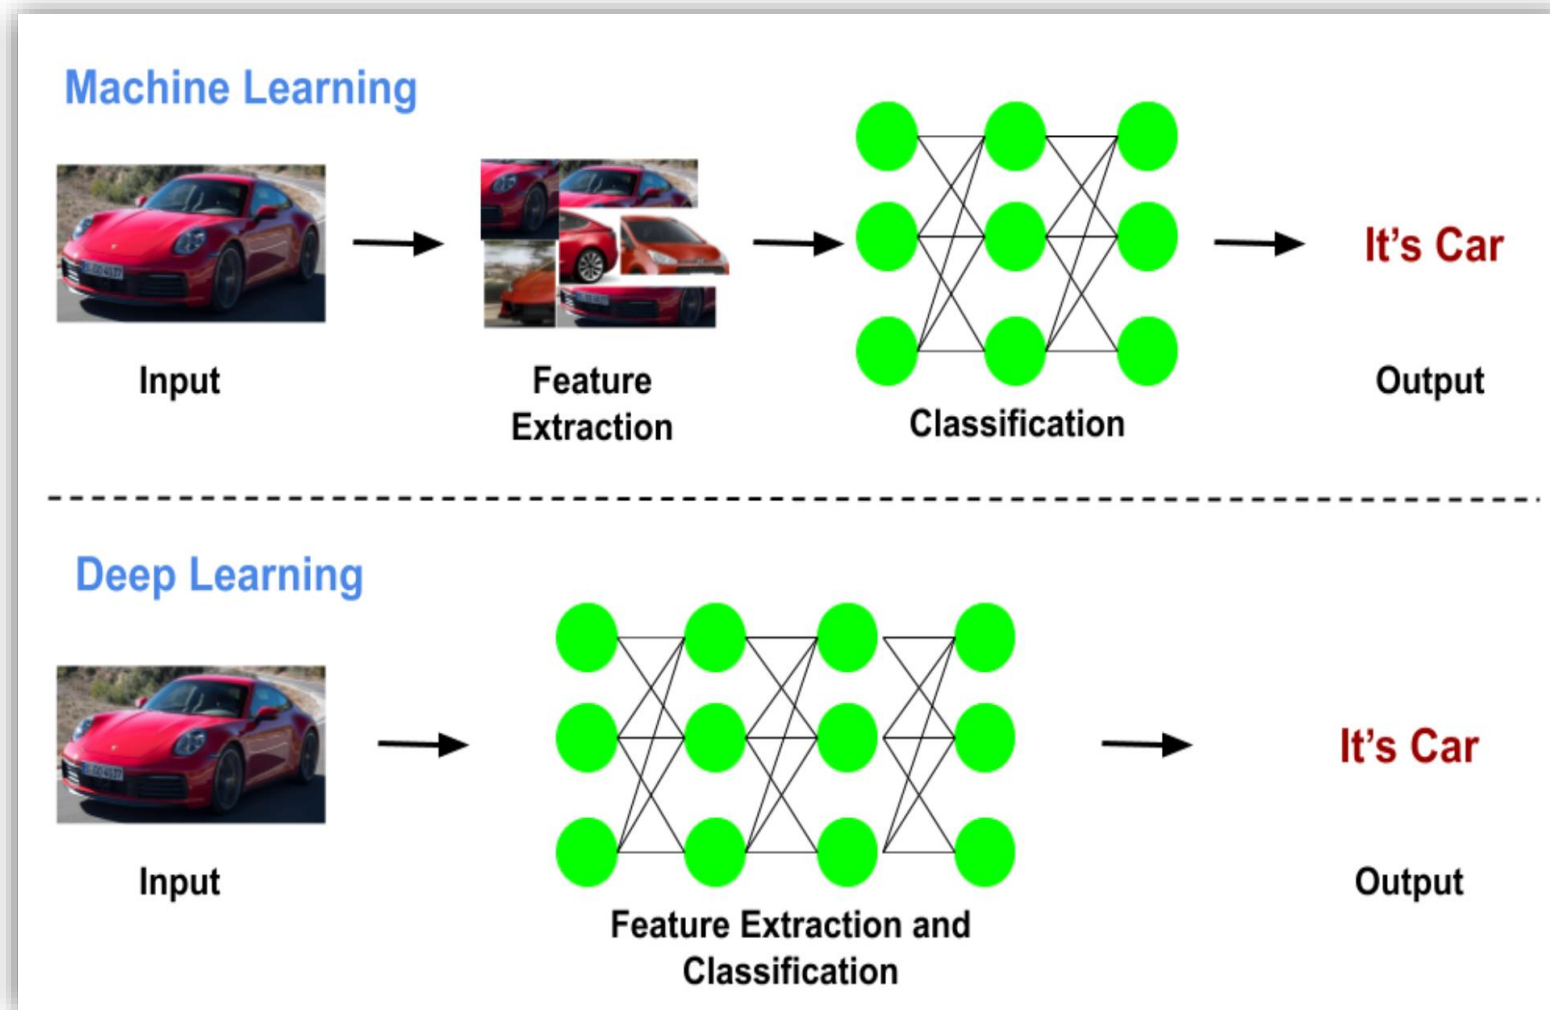 Machine Learning
Input
Feature
Extraction
Classification
It's Car
Output
Deep Learning
Input
Feature Extraction and
Classification
It's Car
Output